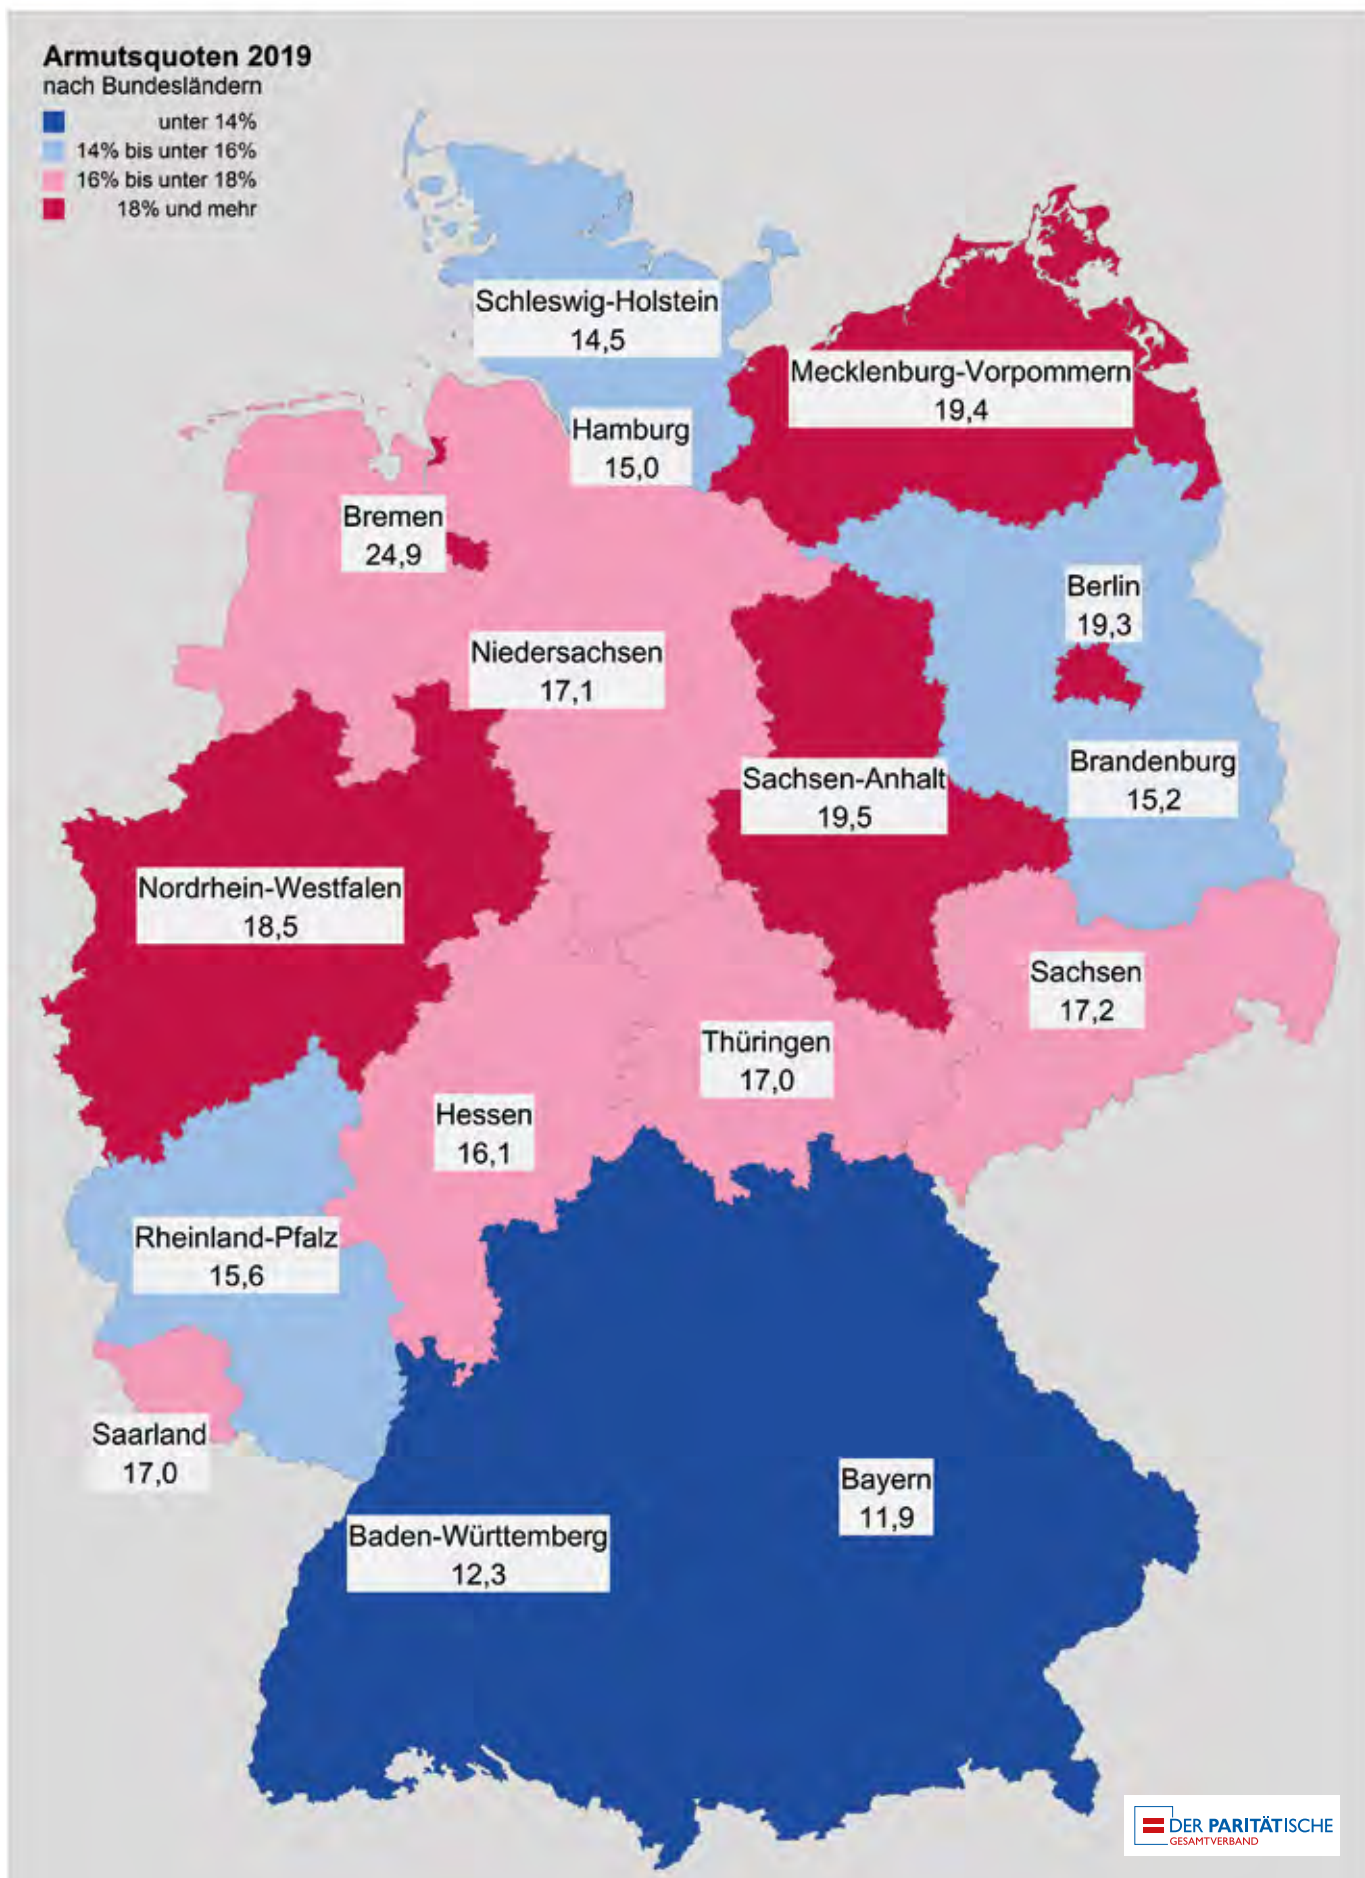 Armutsquoten 2019
nach Bundesländern
unter 14%
14% bis unter 16%
16% bis unter 18%
18% und mehr
Schleswig-Holstein
14,5
Mecklenburg-Vorpommern
19,4
Hamburg
15,0
Bremen
24,9
Berlin
19,3
Niedersachsen
17,1
Brandenburg
15,2
Sachsen-Anhalt
19,5
Nordrhein-Westfalen
18,5
Sachsen
17,2
Thüringen
17,0
Hessen
16,1
Rheinland-Pfalz
15,6
Saarland
17,0
Bayern
11,9
Baden-Württemberg
12,3
DER PARITÄTISCHE
GESAMTVERBAND